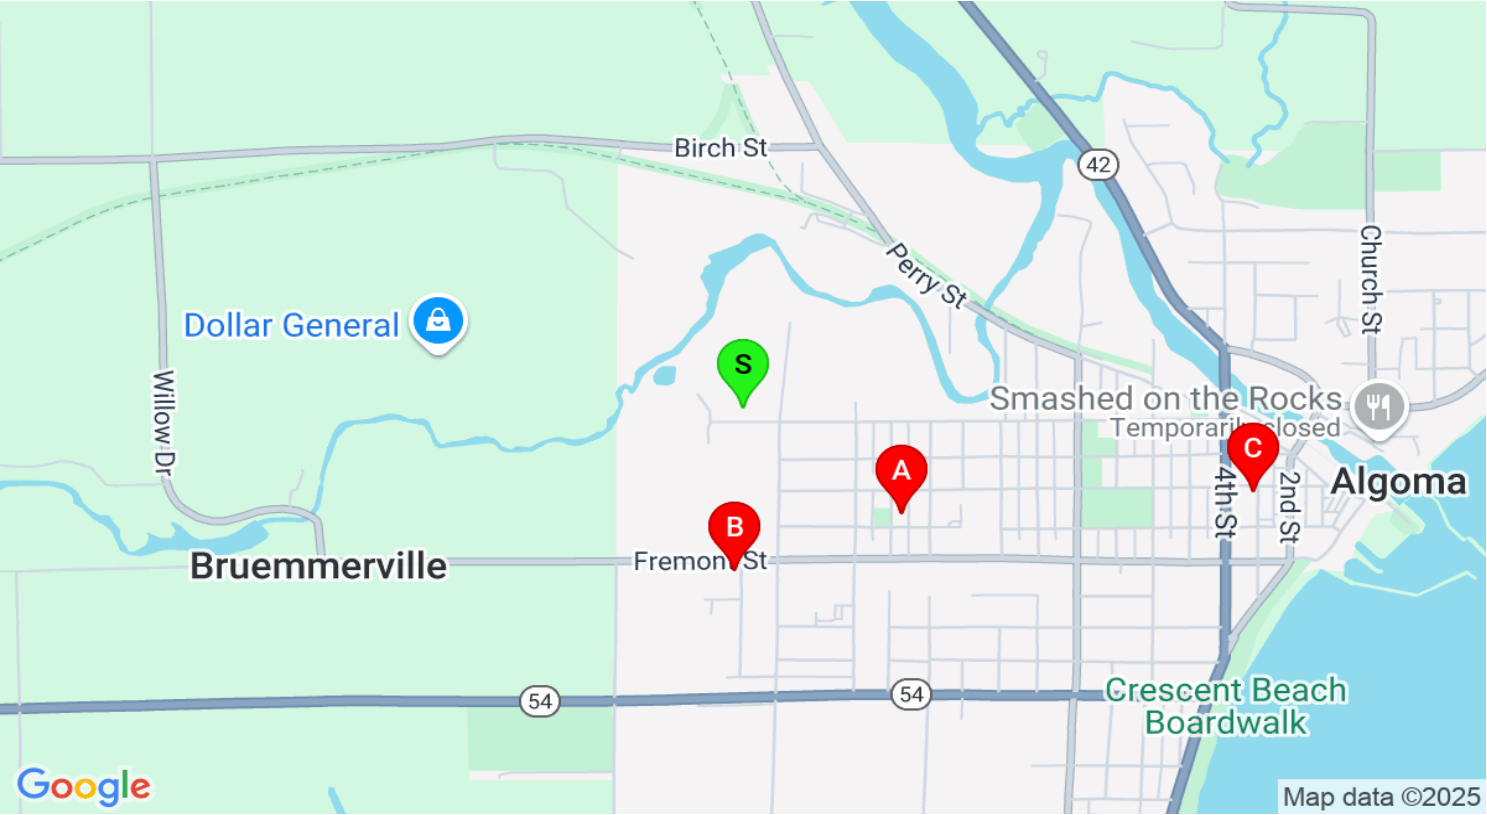 Birch St
42
Perry St
Church St
Dollar General
S
Willow Dr
Smashed on the Rocks
Temporarily closed
A
C
4th St
2nd St
Algoma
B
Bruemmerville
Fremont St
54
54
Crescent Beach
Boardwalk
Google
Map data ©2025